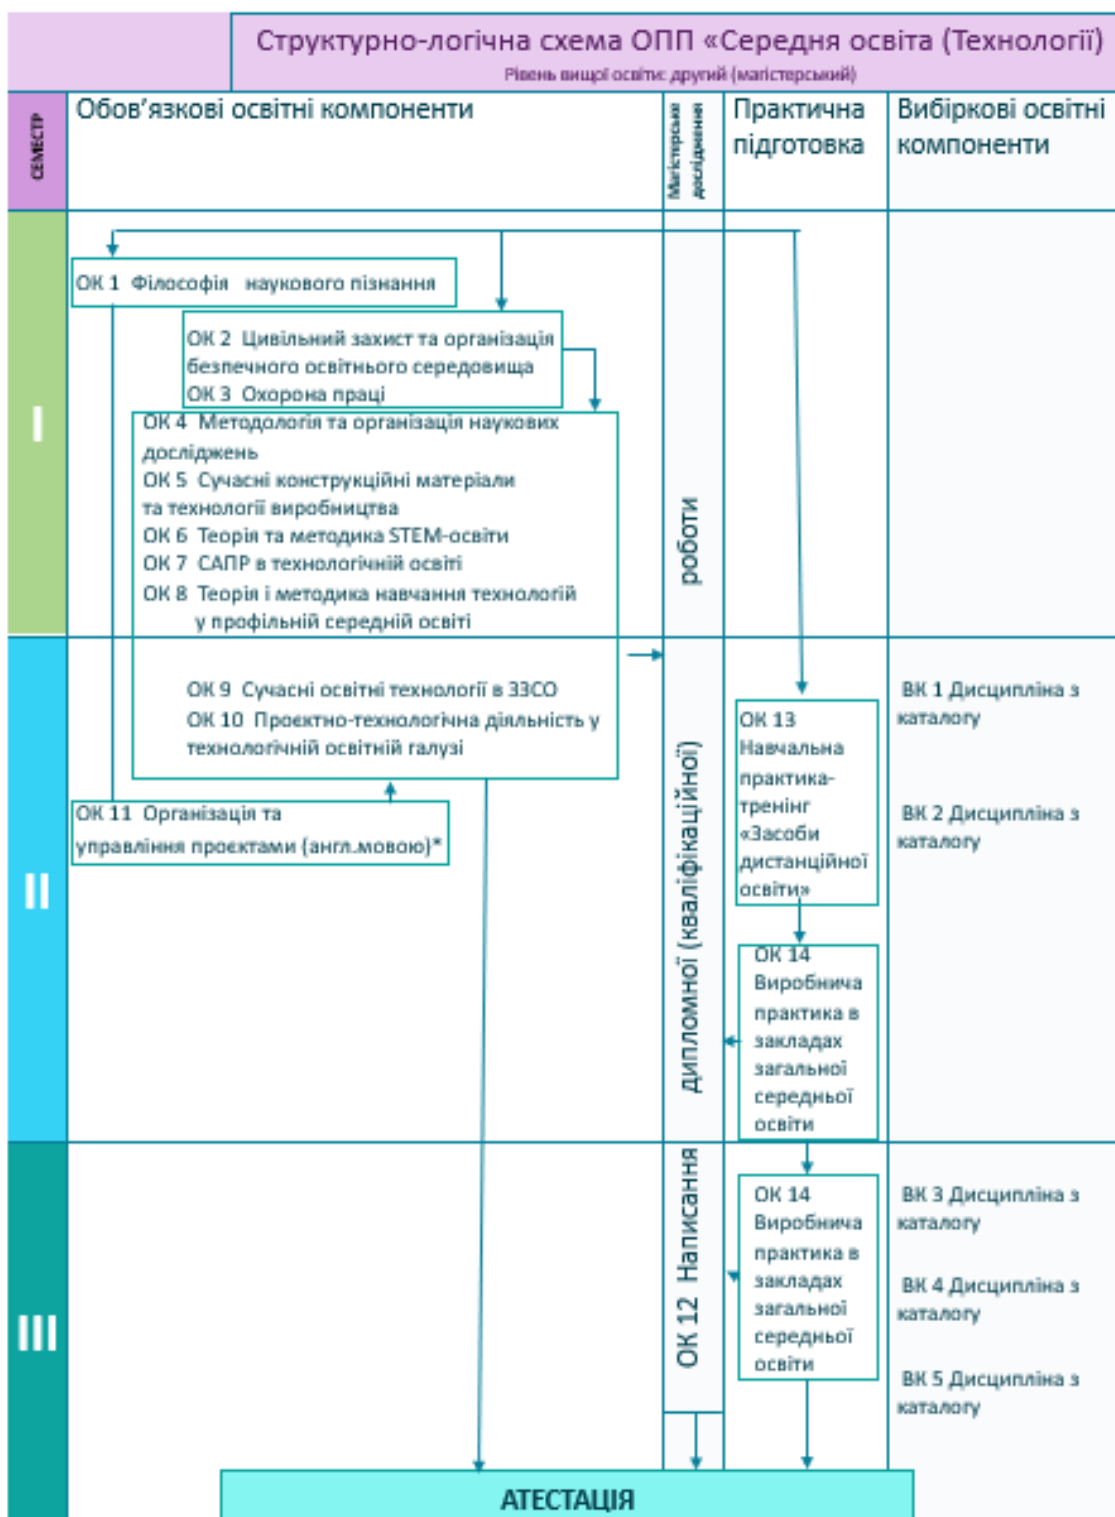 Структурно-логічна схема ОПП «Середня освіта (Технології)
Рівень вищої освіти: другий (магістерський)
СЕМЕСТР
Обов’язкові освітні компоненти
Магістерське
дослідження
Практична
підготовка
Вибіркові освітні
компоненти
I
ОК 1 Філософія наукового пізнання
ОК 2 Цивільний захист та організація
безпечного освітнього середовища
ОК 3 Охорона праці
ОК 4 Методологія та організація наукових
досліджень
ОК 5 Сучасні конструкційні матеріали
та технології виробництва
ОК 6 Теорія та методика STEM-освіти
ОК 7 САПР в технологічній освіті
ОК 8 Теорія і методика навчання технологій
у профільній середній освіті
II
ОК 9 Сучасні освітні технології в ЗЗСО
ОК 10 Проєктно-технологічна діяльність у
технологічній освітній галузі
ОК 11 Організація та
управління проєктами (англ.мовою)*
ОК 12 Написання дипломної (кваліфікаційної) роботи
ОК 13
Навчальна
практика-
тренінг
«Засоби
дистанційної
освіти»
ОК 14
Виробнича
практика в
закладах
загальної
середньої
освіти
ВК 1 Дисципліна з
каталогу
ВК 2 Дисципліна з
каталогу
III
ОК 14
Виробнича
практика в
закладах
загальної
середньої
освіти
ВК 3 Дисципліна з
каталогу
ВК 4 Дисципліна з
каталогу
ВК 5 Дисципліна з
каталогу
АТЕСТАЦІЯ